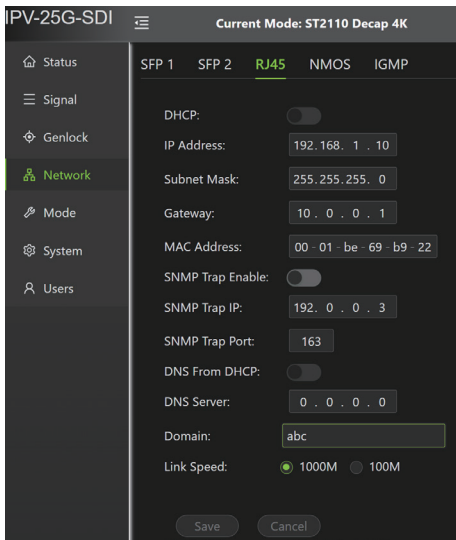 IPV-25G-SDI
Current Mode: ST2110 Decap 4K
Status
Signal
Genlock
Network
Mode
System
Users
SFP 1 SFP 2 RJ45 NMOS IGMP
DHCP:
IP Address: 192.168. 1 . 10
Subnet Mask: 255.255.255. 0
Gateway: 10 . 0 . 0 . 1
MAC Address: 00 - 01 - be - 69 - b9 - 22
SNMP Trap Enable:
SNMP Trap IP: 192. 0 . 0 . 3
SNMP Trap Port: 163
DNS From DHCP:
DNS Server: 0 . 0 . 0 . 0
Domain: abc
Link Speed: 1000M 100M
Save Cancel